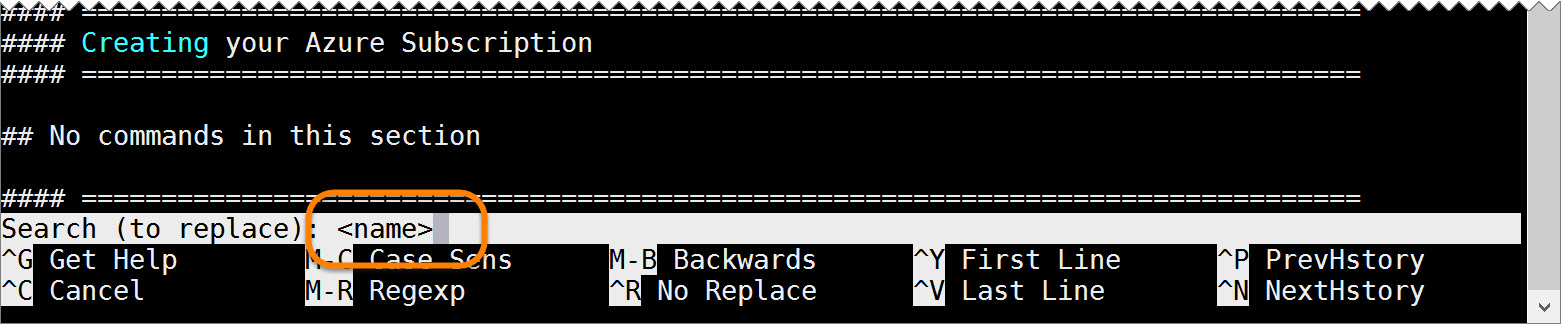 #### ================================================================================
#### Creating your Azure Subscription
#### ================================================================================
## No commands in this section
#### ================================================================================
Search (to replace): <name>
^G Get Help M-C Case Sens M-B Backwards ^Y First Line ^P PrevHstory
^C Cancel M-R Regexp ^R No Replace ^V Last Line ^N NextHstory